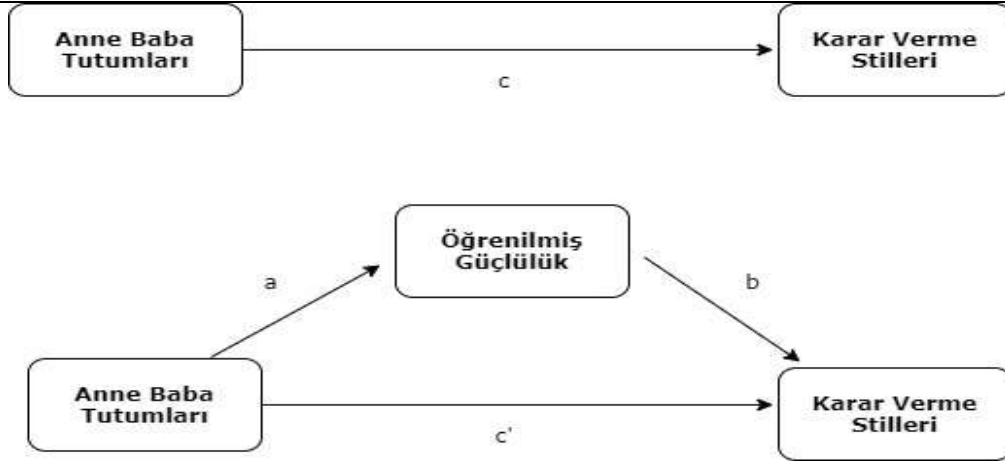 Anne Baba
Tutumları
Karar Verme
Stilleri
c
Öğrenilmiş
Güçlülük
a
b
Anne Baba
Tutumları
Karar Verme
Stilleri
c'